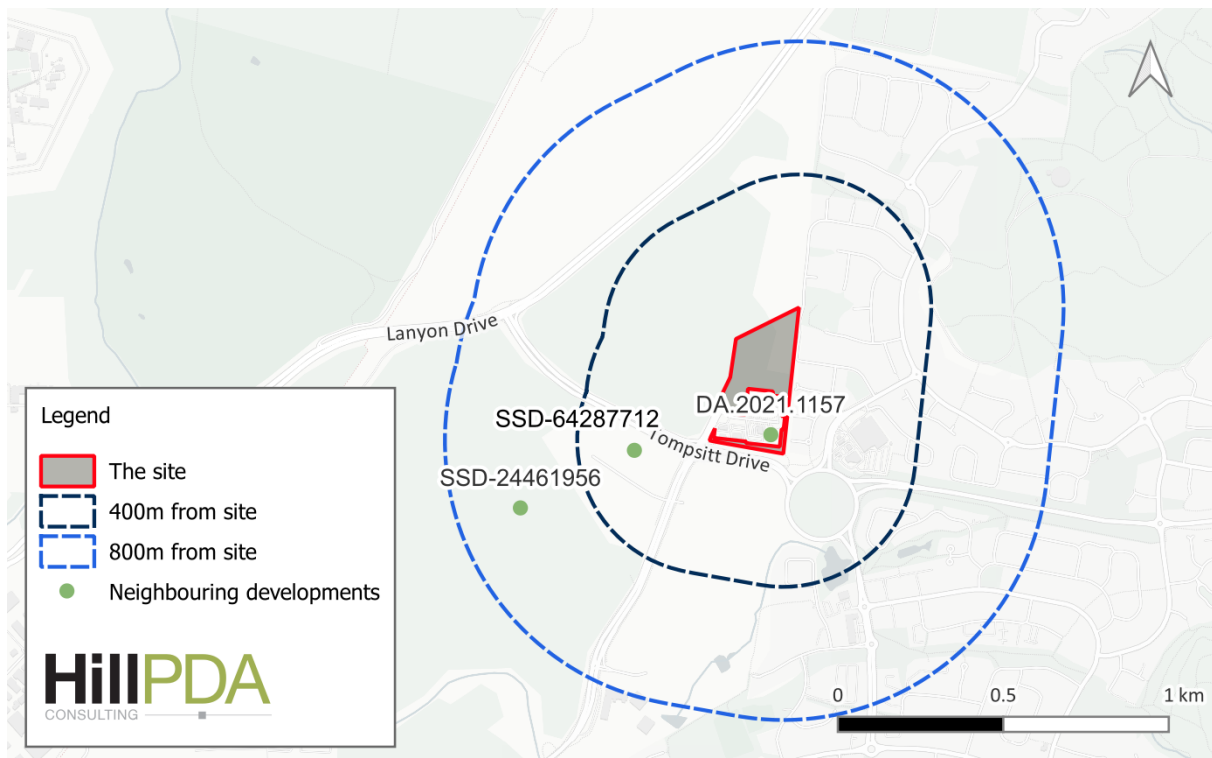 Lanyon Drive
DA.2021.1157
SSD-64287712
Tompsitt Drive
SSD-24461956
Legend
The site
400m from site
800m from site
Neighbouring developments
HillPDA
CONSULTING
0 0.5 1 km